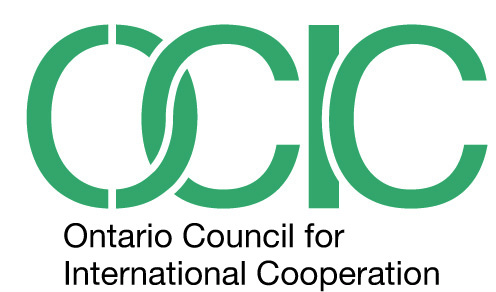 OCIC
Ontario Council for
International Cooperation